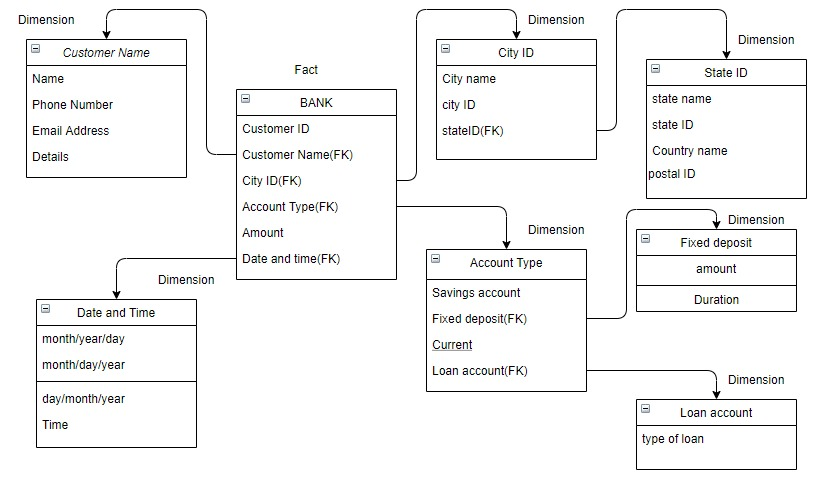 Dimension
Customer Name
Name
Phone Number
Email Address
Details
Fact
BANK
Customer ID
Customer Name(FK)
City ID(FK)
Account Type(FK)
Amount
Date and time(FK)
Dimension
City ID
City name
city ID
stateID(FK)
Dimension
State ID
state name
state ID
Country name
postal ID
Dimension
Date and Time
month/year/day
month/day/year
day/month/year
Time
Dimension
Account Type
Savings account
Fixed deposit(FK)
Current
Loan account(FK)
Dimension
Fixed deposit
amount
Duration
Dimension
Loan account
type of loan